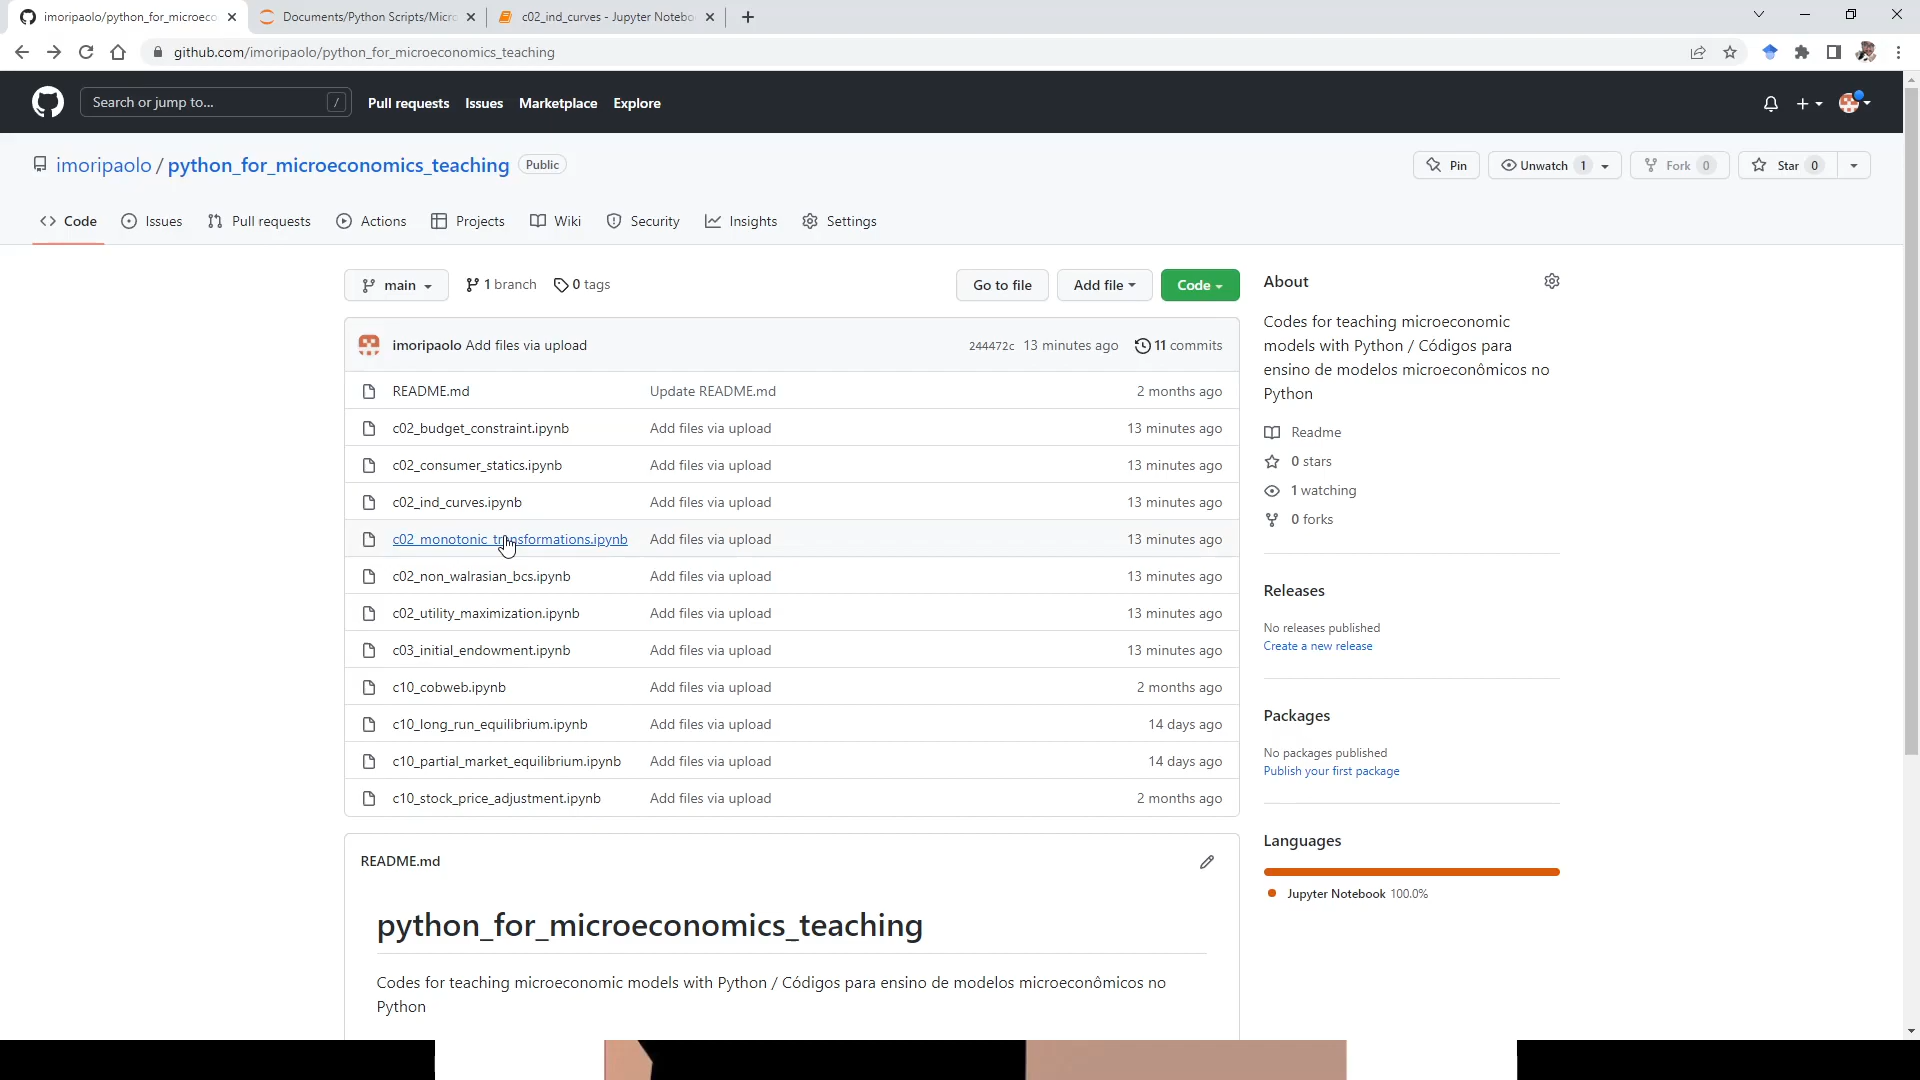 imoripaolo/python_for_microeco
Documents/Python Scripts/Micro
c02_ind_curves - Jupyter Notebo
github.com/imoripaolo/python_for_microeconomics_teaching
Search or jump to... /
Pull requests Issues Marketplace Explore
imoripaolo / python_for_microeconomics_teaching Public
Pin Unwatch 1 Fork 0 Star 0
Code Issues Pull requests Actions Projects Wiki Security Insights Settings
main 1 branch 0 tags Go to file Add file Code
imoripaolo Add files via upload 244472c 13 minutes ago 11 commits
README.md Update README.md 2 months ago
c02_budget_constraint.ipynb Add files via upload 13 minutes ago
c02_consumer_statics.ipynb Add files via upload 13 minutes ago
c02_ind_curves.ipynb Add files via upload 13 minutes ago
c02_monotonic_transformations.ipynb Add files via upload 13 minutes ago
c02_non_walrasian_bcs.ipynb Add files via upload 13 minutes ago
c02_utility_maximization.ipynb Add files via upload 13 minutes ago
c03_initial_endowment.ipynb Add files via upload 13 minutes ago
c10_cobweb.ipynb Add files via upload 2 months ago
c10_long_run_equilibrium.ipynb Add files via upload 14 days ago
c10_partial_market_equilibrium.ipynb Add files via upload 14 days ago
c10_stock_price_adjustment.ipynb Add files via upload 2 months ago
README.md
python_for_microeconomics_teaching
Codes for teaching microeconomic models with Python / Códigos para ensino de modelos microeconômicos no
Python
About
Codes for teaching microeconomic
models with Python / Códigos para
ensino de modelos microeconômicos no
Python
Readme
0 stars
1 watching
0 forks
Releases
No releases published
Create a new release
Packages
No packages published
Publish your first package
Languages
Jupyter Notebook 100.0%